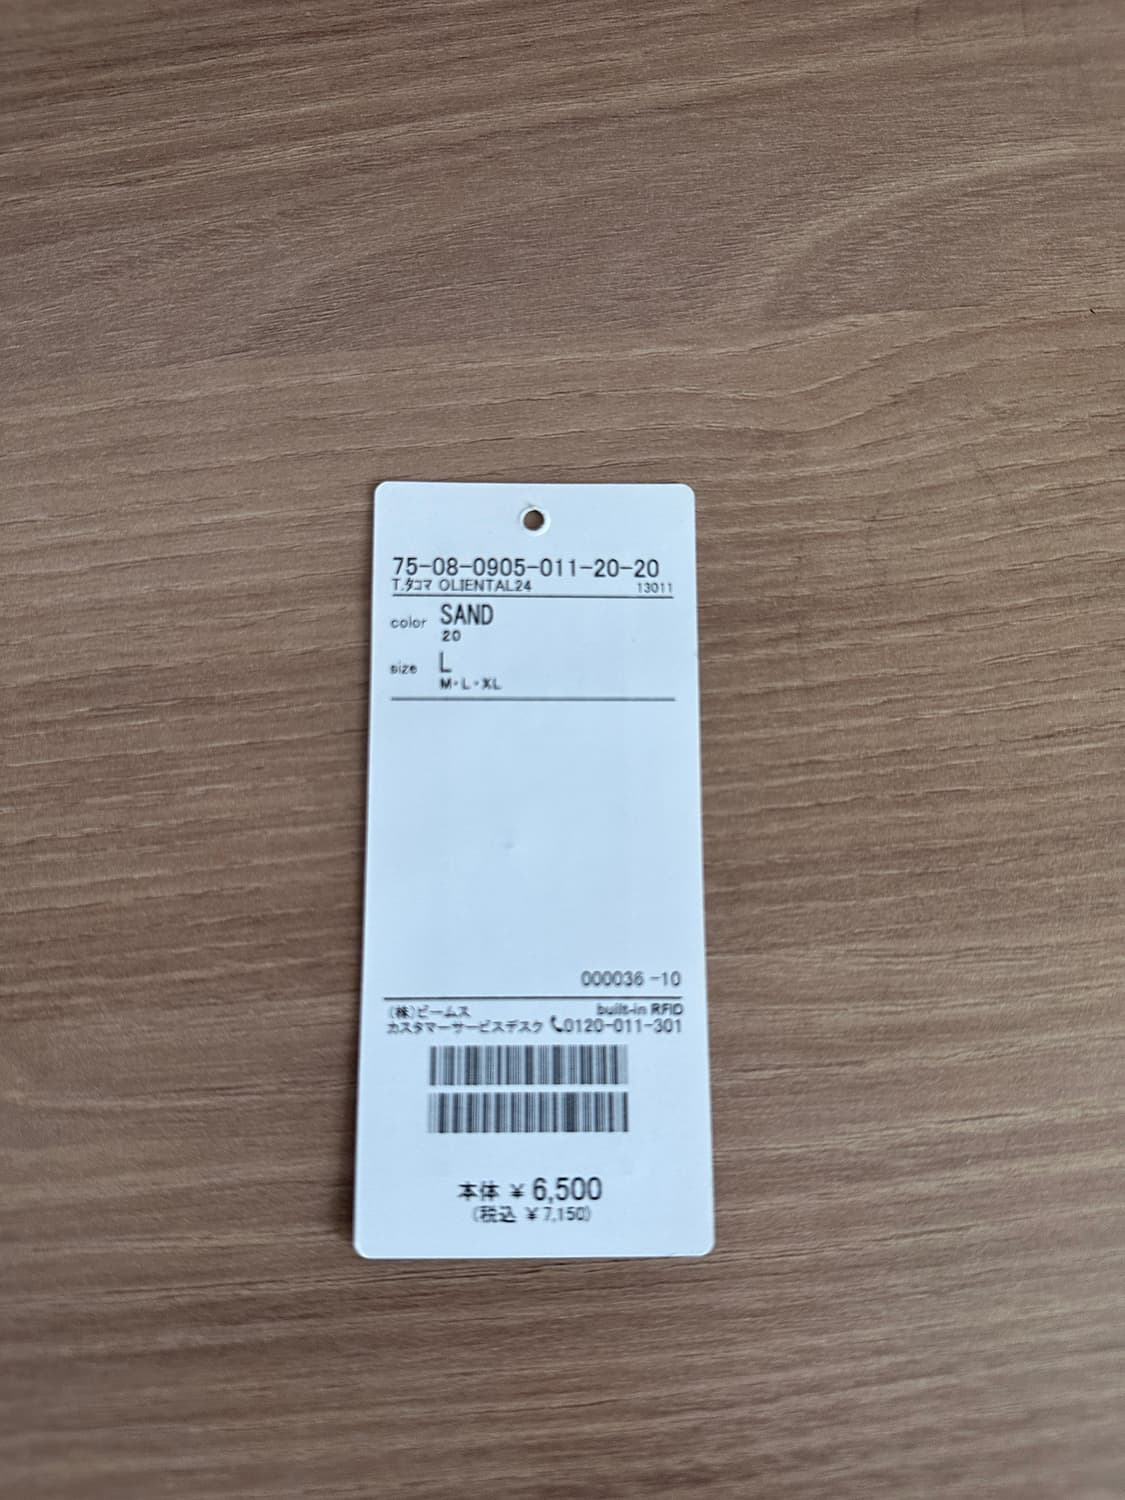 75-08-0905-011-20-20
T.ﾀｺﾏ OLIENTAL24 13011
color SAND
20
size L
M・L・XL
000036 -10
(株)ビームス built-in RFID
カスタマーサービスデスク 0120-011-301
本体 ¥ 6,500
(税込 ¥ 7,150)